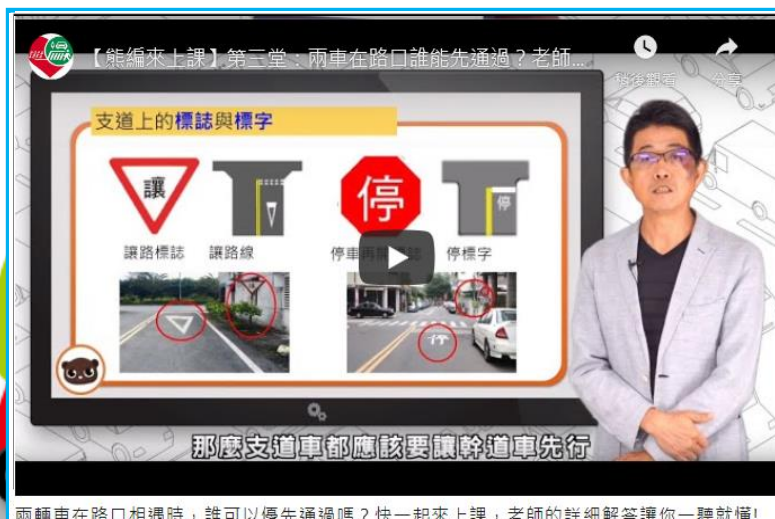 【熊編來上課】第三堂：兩車在路口誰能先通過？老師...
稍後觀看
分享
支道上的標誌與標字
讓
停
停
讓路標誌
讓路線
停標字
那麼支道車都應該要讓幹道車先行
兩輛車在路口相遇時，誰可以優先通過嗎？快一起來上課，老師的詳細解答讓你一聽就懂!